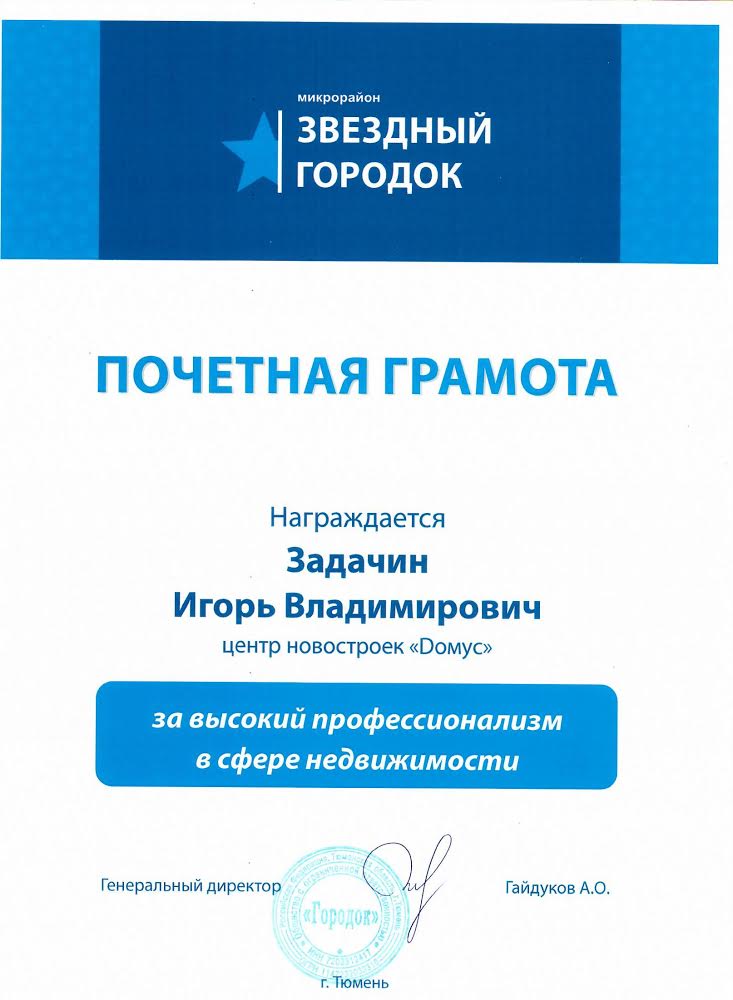 микрорайон
ЗВЕЗДНЫЙ
ГОРОДОК
ПОЧЕТНАЯ ГРАМОТА
Награждается
Задачин
Игорь Владимирович
центр новостроек «Dомус»
за высокий профессионализм
в сфере недвижимости
Генеральный директор
«Городок»
Гайдуков А.О.
г. Тюмень